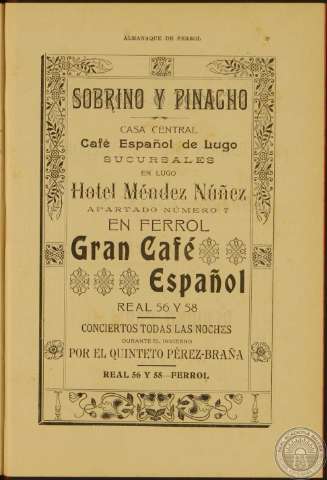 ALMANAQUE DE FERROL
SOBRINO Y PINACHO
CASA CENTRAL
Café Español de Lugo
SUCURSALES
EN LUGO
Hotel Méndez Núñez
APARTADO NÚMERO 7
EN FERROL
Gran Café
Español
REAL 56 Y 58
CONCIERTOS TODAS LAS NOCHES
DURANTE EL INVIERNO
POR EL QUINTETO PÉREZ-BRAÑA
REAL 56 Y 58—FERROL